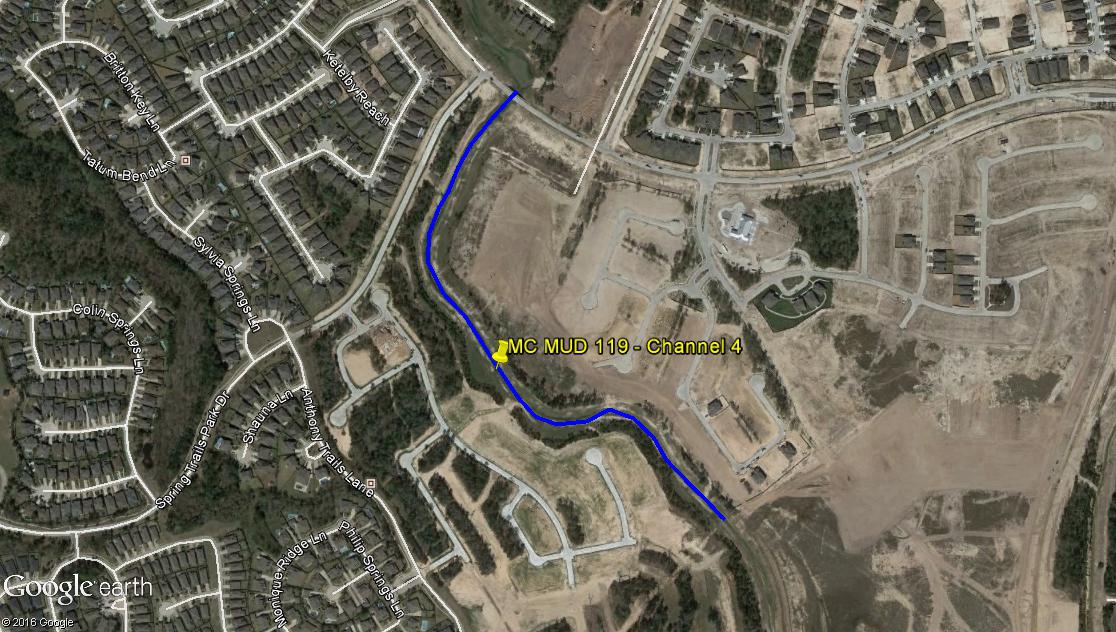 Britton Key Ln
Ketelby Reach
Tatum Bend Ln
Sylvia Springs Ln
Colin Springs Ln
MC MUD 119 - Channel 4
Shauna Ln
Anthony Trails Lane
Spring Trails Park Dr
Monique Ridge Ln
Philip Springs Ln
Google earth
© 2016 Google